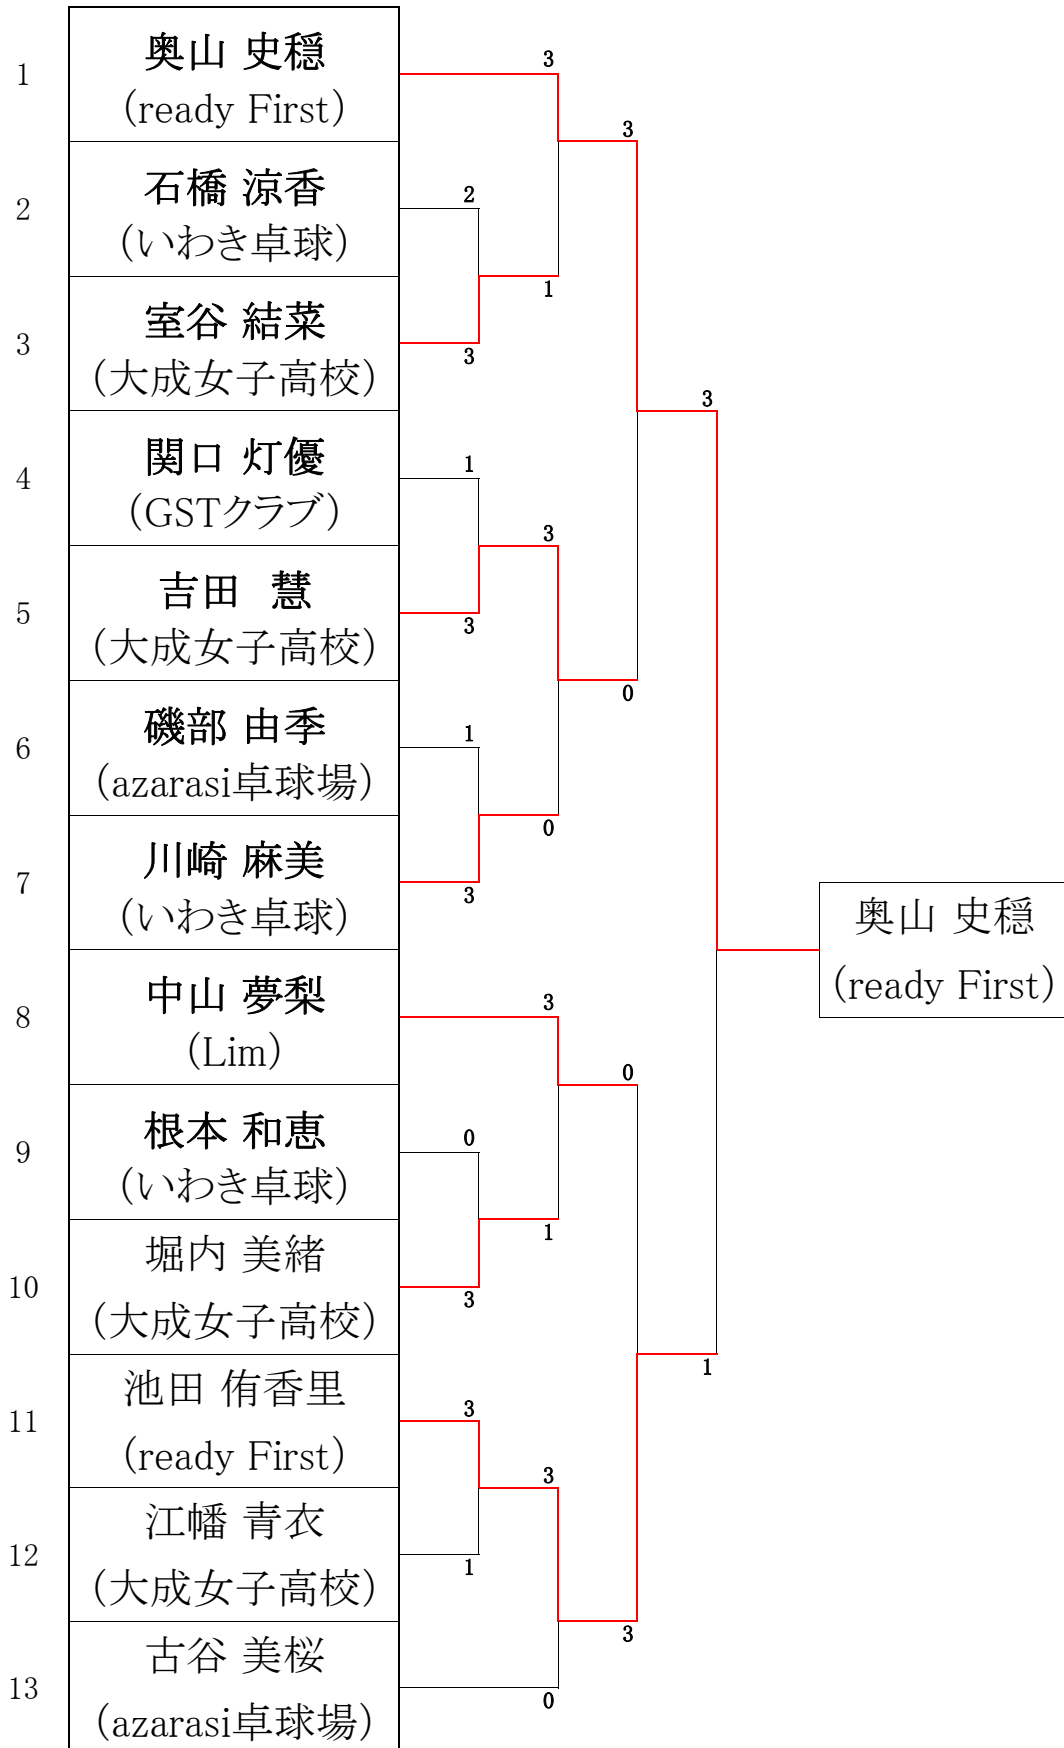 1
奥山 史穏
(ready First)
2
石橋 涼香
(いわき卓球)
3
室谷 結菜
(大成女子高校)
4
関口 灯優
(GSTクラブ)
5
吉田 慧
(大成女子高校)
6
磯部 由季
(azarasi卓球場)
7
川崎 麻美
(いわき卓球)
8
中山 夢梨
(Lim)
9
根本 和恵
(いわき卓球)
10
堀内 美緒
(大成女子高校)
11
池田 侑香里
(ready First)
12
江幡 青衣
(大成女子高校)
13
古谷 美桜
(azarasi卓球場)
2
3
1
3
1
3
0
3
3
1
3
1
3
0
3
1
3
0
3
0
0
3
3
1
奥山 史穏
(ready First)